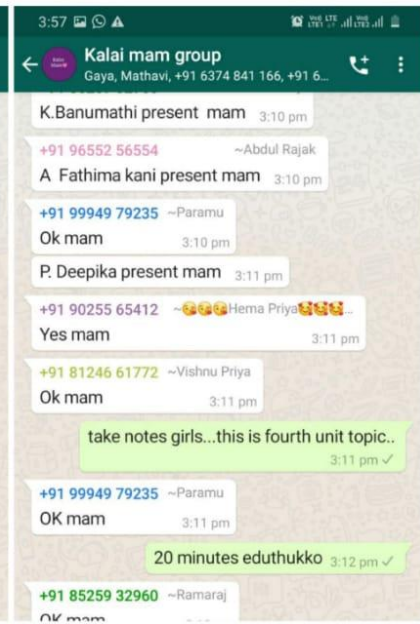 3:57
Kalai mam group
Gaya, Mathavi, +91 6374 841 166, +91 6...
K.Banumathi present mam 3:10 pm
+91 96552 56554 ~Abdul Rajak
A Fathima kani present mam 3:10 pm
+91 99949 79235 ~Paramu
Ok mam 3:10 pm
P. Deepika present mam 3:11 pm
+91 90255 65412 ~😘😘😘Hema Priya🥰🥰🥰...
Yes mam 3:11 pm
+91 81246 61772 ~Vishnu Priya
Ok mam 3:11 pm
take notes girls...this is fourth unit topic..
3:11 pm
+91 99949 79235 ~Paramu
OK mam 3:11 pm
20 minutes eduthukko 3:12 pm
+91 85259 32960 ~Ramaraj
OK mam